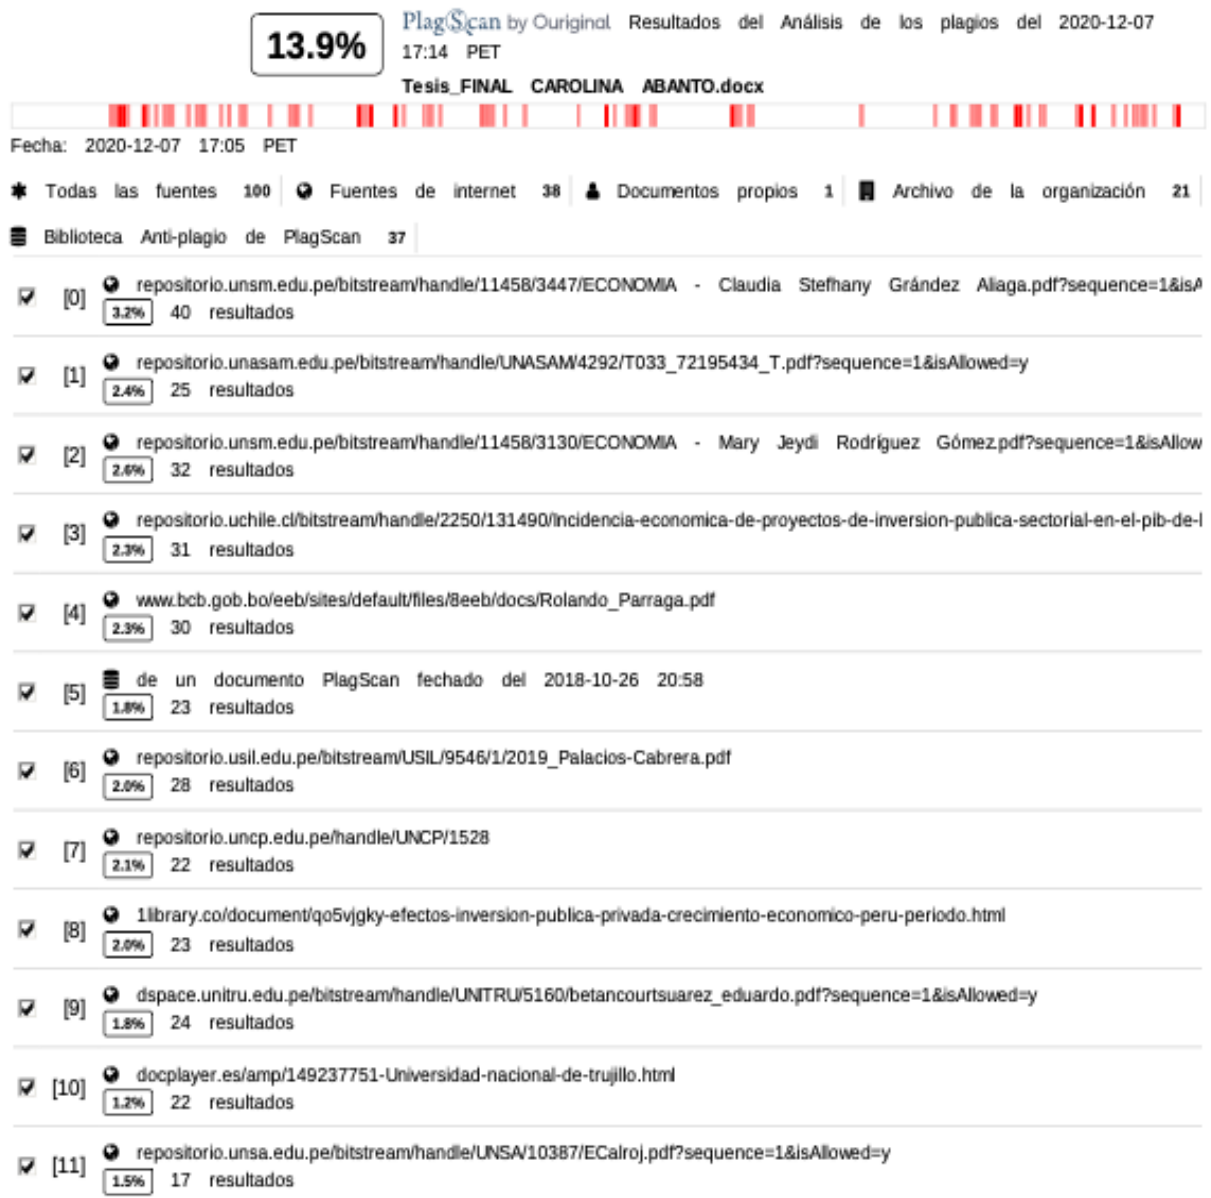 13.9%
PlagScan by Ouriginal Resultados del Análisis de los plagios del 2020-12-07
17:14 PET
Tesis_FINAL CAROLINA ABANTO.docx
Fecha: 2020-12-07 17:05 PET
Todas las fuentes 100 Fuentes de internet 38 Documentos propios 1 Archivo de la organización 21
Biblioteca Anti-plagio de PlagScan 37
[0] repositorio.unsm.edu.pe/bitstream/handle/11458/3447/ECONOMIA - Claudia Stefhany Grández Aliaga.pdf?sequence=1&isA
3.2% 40 resultados
[1] repositorio.unasam.edu.pe/bitstream/handle/UNASAM/4292/T033_72195434_T.pdf?sequence=1&isAllowed=y
2.4% 25 resultados
[2] repositorio.unsm.edu.pe/bitstream/handle/11458/3130/ECONOMIA - Mary Jeydi Rodríguez Gómez.pdf?sequence=1&isAllow
2.6% 32 resultados
[3] repositorio.uchile.cl/bitstream/handle/2250/131490/Incidencia-economica-de-proyectos-de-inversion-publica-sectorial-en-el-pib-de-l
2.3% 31 resultados
[4] www.bcb.gob.bo/eeb/sites/default/files/8eeb/docs/Rolando_Parraga.pdf
2.3% 30 resultados
[5] de un documento PlagScan fechado del 2018-10-26 20:58
1.8% 23 resultados
[6] repositorio.usil.edu.pe/bitstream/USIL/9546/1/2019_Palacios-Cabrera.pdf
2.0% 28 resultados
[7] repositorio.uncp.edu.pe/handle/UNCP/1528
2.1% 22 resultados
[8] 1library.co/document/qo5vjgky-efectos-inversion-publica-privada-crecimiento-economico-peru-periodo.html
2.0% 23 resultados
[9] dspace.unitru.edu.pe/bitstream/handle/UNITRU/5160/betancourtsuarez_eduardo.pdf?sequence=1&isAllowed=y
1.8% 24 resultados
[10] docplayer.es/amp/149237751-Universidad-nacional-de-trujillo.html
1.2% 22 resultados
[11] repositorio.unsa.edu.pe/bitstream/handle/UNSA/10387/ECalroj.pdf?sequence=1&isAllowed=y
1.5% 17 resultados